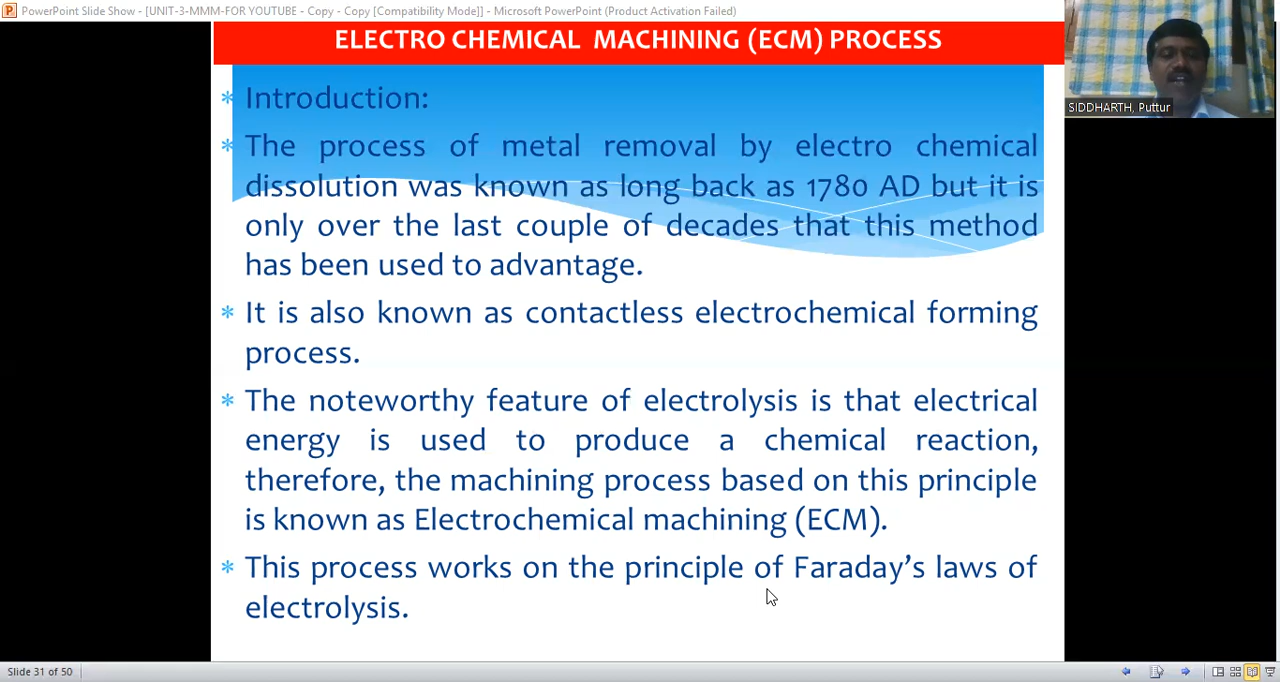 PowerPoint Slide Show - [UNIT-3-MMM-FOR YOUTUBE - Copy - Copy [Compatibility Mode]] - Microsoft PowerPoint (Product Activation Failed)
ELECTRO CHEMICAL MACHINING (ECM) PROCESS
SIDDHARTH, Puttur
* Introduction:
* The process of metal removal by electro chemical
dissolution was known as long back as 1780 AD but it is
only over the last couple of decades that this method
has been used to advantage.
* It is also known as contactless electrochemical forming
process.
* The noteworthy feature of electrolysis is that electrical
energy is used to produce a chemical reaction,
therefore, the machining process based on this principle
is known as Electrochemical machining (ECM).
* This process works on the principle of Faraday’s laws of
electrolysis.
Slide 31 of 50